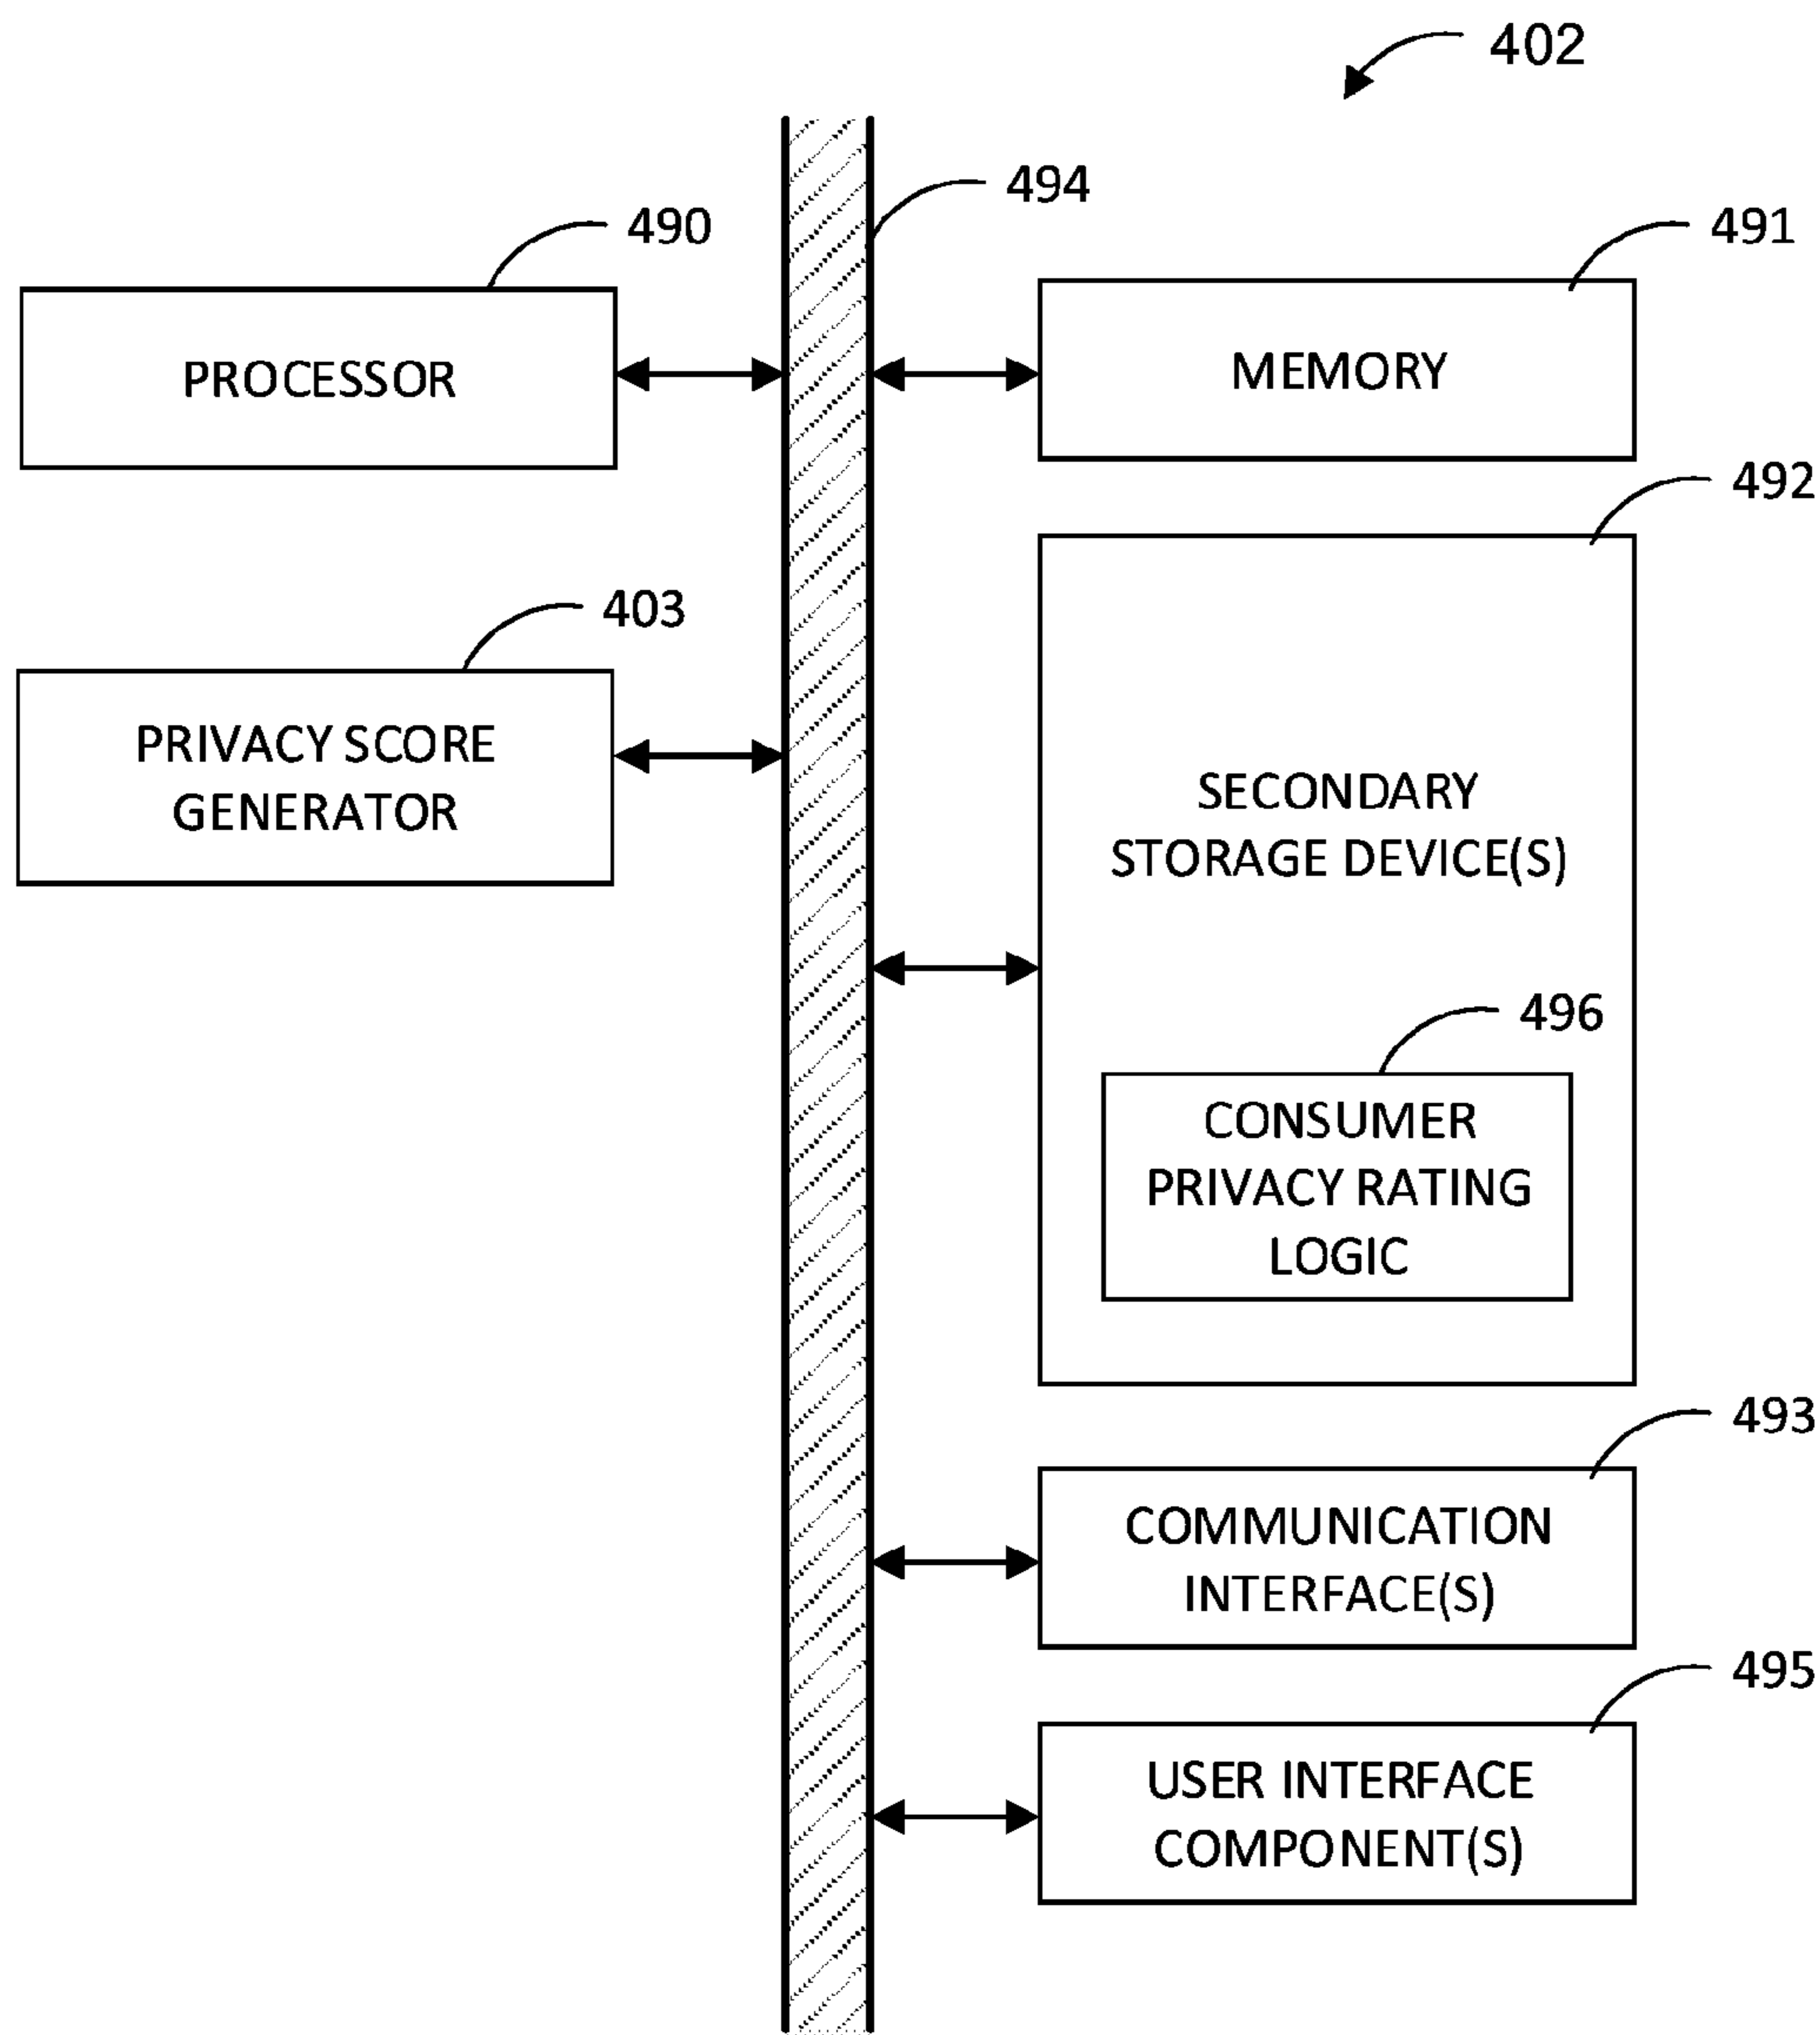 402
494
490
491
PROCESSOR
MEMORY
492
403
PRIVACY SCORE
GENERATOR
SECONDARY
STORAGE DEVICE(S)
496
CONSUMER
PRIVACY RATING
LOGIC
493
COMMUNICATION
INTERFACE(S)
495
USER INTERFACE
COMPONENT(S)